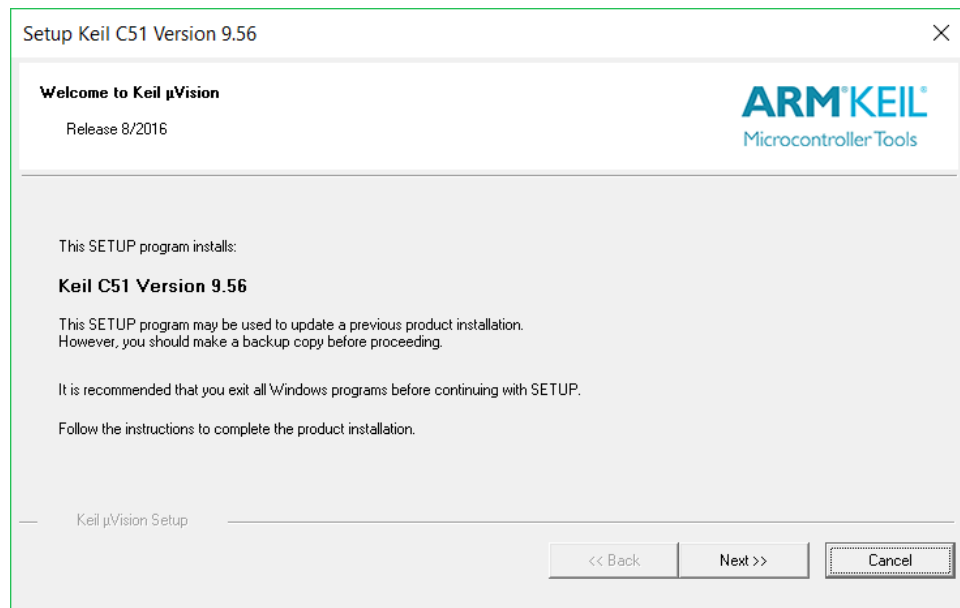 Setup Keil C51 Version 9.56
Welcome to Keil µVision
Release 8/2016
ARM®KEIL®
Microcontroller Tools
This SETUP program installs:
Keil C51 Version 9.56
This SETUP program may be used to update a previous product installation.
However, you should make a backup copy before proceeding.
It is recommended that you exit all Windows programs before continuing with SETUP.
Follow the instructions to complete the product installation.
Keil µVision Setup
<< Back
Next >>
Cancel